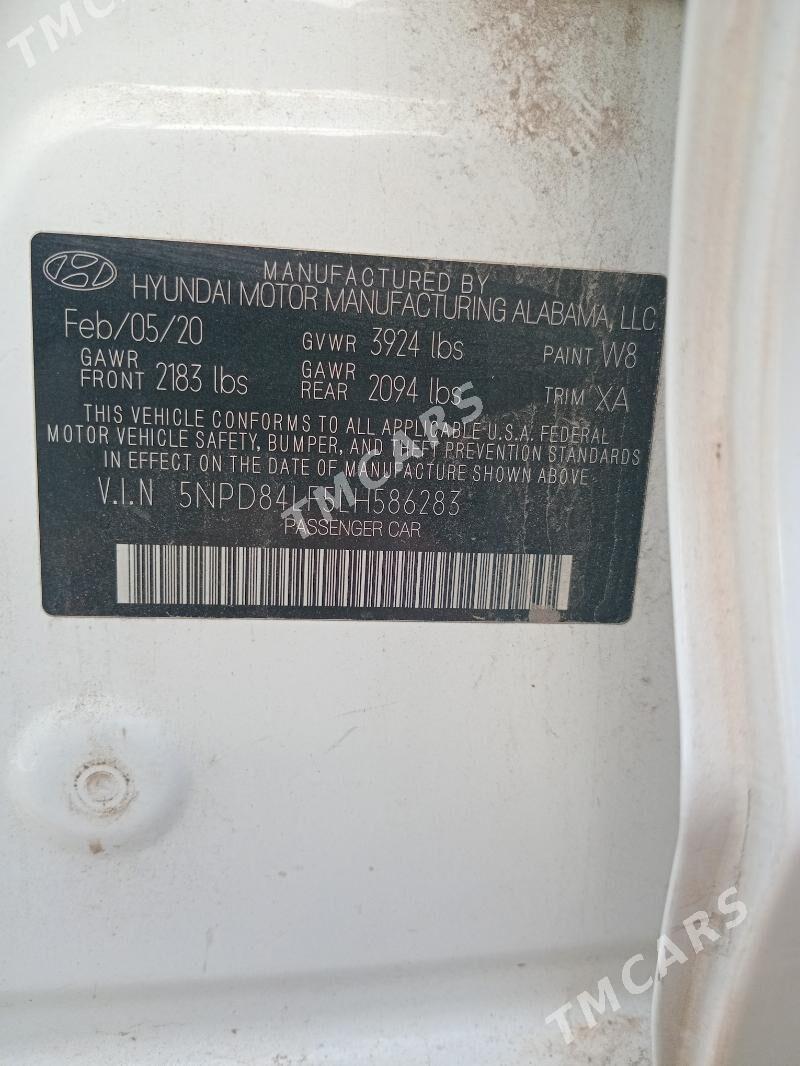 TMCARS
MANUFACTURED BY
HYUNDAI MOTOR MANUFACTURING ALABAMA, LLC
Feb/05/20 GVWR 3924 lbs PAINT W8
GAWR FRONT 2183 lbs GAWR REAR 2094 lbs TRIM XA
THIS VEHICLE CONFORMS TO ALL APPLICABLE U.S.A. FEDERAL
MOTOR VEHICLE SAFETY, BUMPER, AND THEFT PREVENTION STANDARDS
IN EFFECT ON THE DATE OF MANUFACTURE SHOWN ABOVE.
V.I.N 5NPD84LF5LH586283
PASSENGER CAR
TMCARS
TMCARS